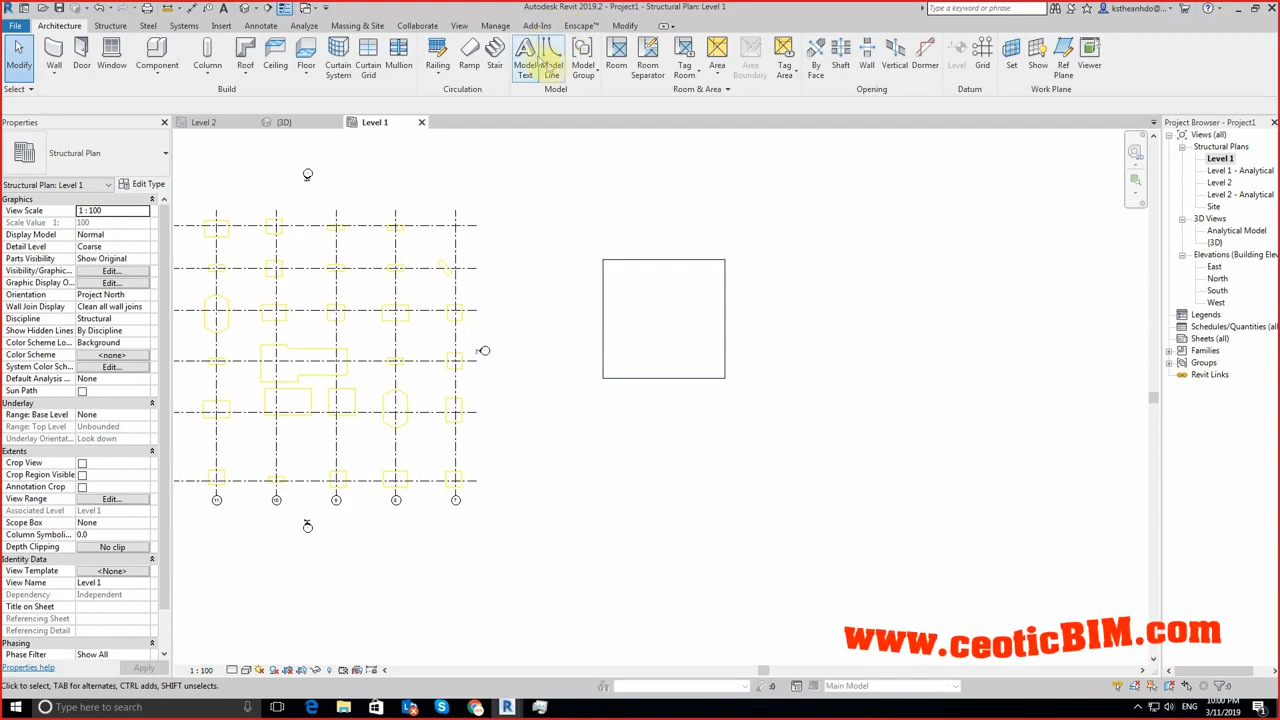 Autodesk Revit 2019.2 - Project1 - Structural Plan: Level 1
Type a keyword or phrase
kstheanhdo
File Architecture Structure Steel Systems Insert Annotate Analyze Massing & Site Collaborate View Manage Add-Ins Enscape™ Modify
Modify Wall Door Window Component Column Roof Ceiling Floor Curtain System Curtain Grid Mullion Railing Ramp Stair Model Text Model Line Model Group Room Room Separator Tag Room Area Area Boundary Tag Area By Face Shaft Wall Vertical Dormer Level Grid Set Show Ref Plane Viewer
Select Build Circulation Model Room & Area Opening Datum Work Plane
Properties
Level 2 (3D) Level 1
Project Browser - Project1
Structural Plan
Structural Plan: Level 1 Edit Type
Graphics
View Scale 1 : 100
Scale Value 1: 100
Display Model Normal
Detail Level Coarse
Parts Visibility Show Original
Visibility/Graphic... Edit...
Graphic Display O... Edit...
Orientation Project North
Wall Join Display Clean all wall joins
Discipline Structural
Show Hidden Lines By Discipline
Color Scheme Lo... Background
Color Scheme <none>
System Color Sch... Edit...
Default Analysis ... None
Sun Path
Underlay
Range: Base Level None
Range: Top Level Unbounded
Underlay Orientat... Look down
Extents
Crop View
Crop Region Visible
Annotation Crop
View Range Edit...
Associated Level Level 1
Scope Box None
Column Symboli... 0.0
Depth Clipping No clip
Identity Data
View Template <None>
View Name Level 1
Dependency Independent
Title on Sheet
Referencing Sheet
Referencing Detail
Phasing
Phase Filter Show All
Properties help Apply
Views (all)
Structural Plans
Level 1
Level 1 - Analytical
Level 2
Level 2 - Analytical
Site
3D Views
Analytical Model
(3D)
Elevations (Building Elev
East
North
South
West
Legends
Schedules/Quantities (al
Sheets (all)
Families
Groups
Revit Links
www.ceoticBIM.com
1 : 100
Click to select, TAB for alternates, CTRL adds, SHIFT unselects.
:0 Main Model :0
Type here to search
10:00 PM
3/11/2019